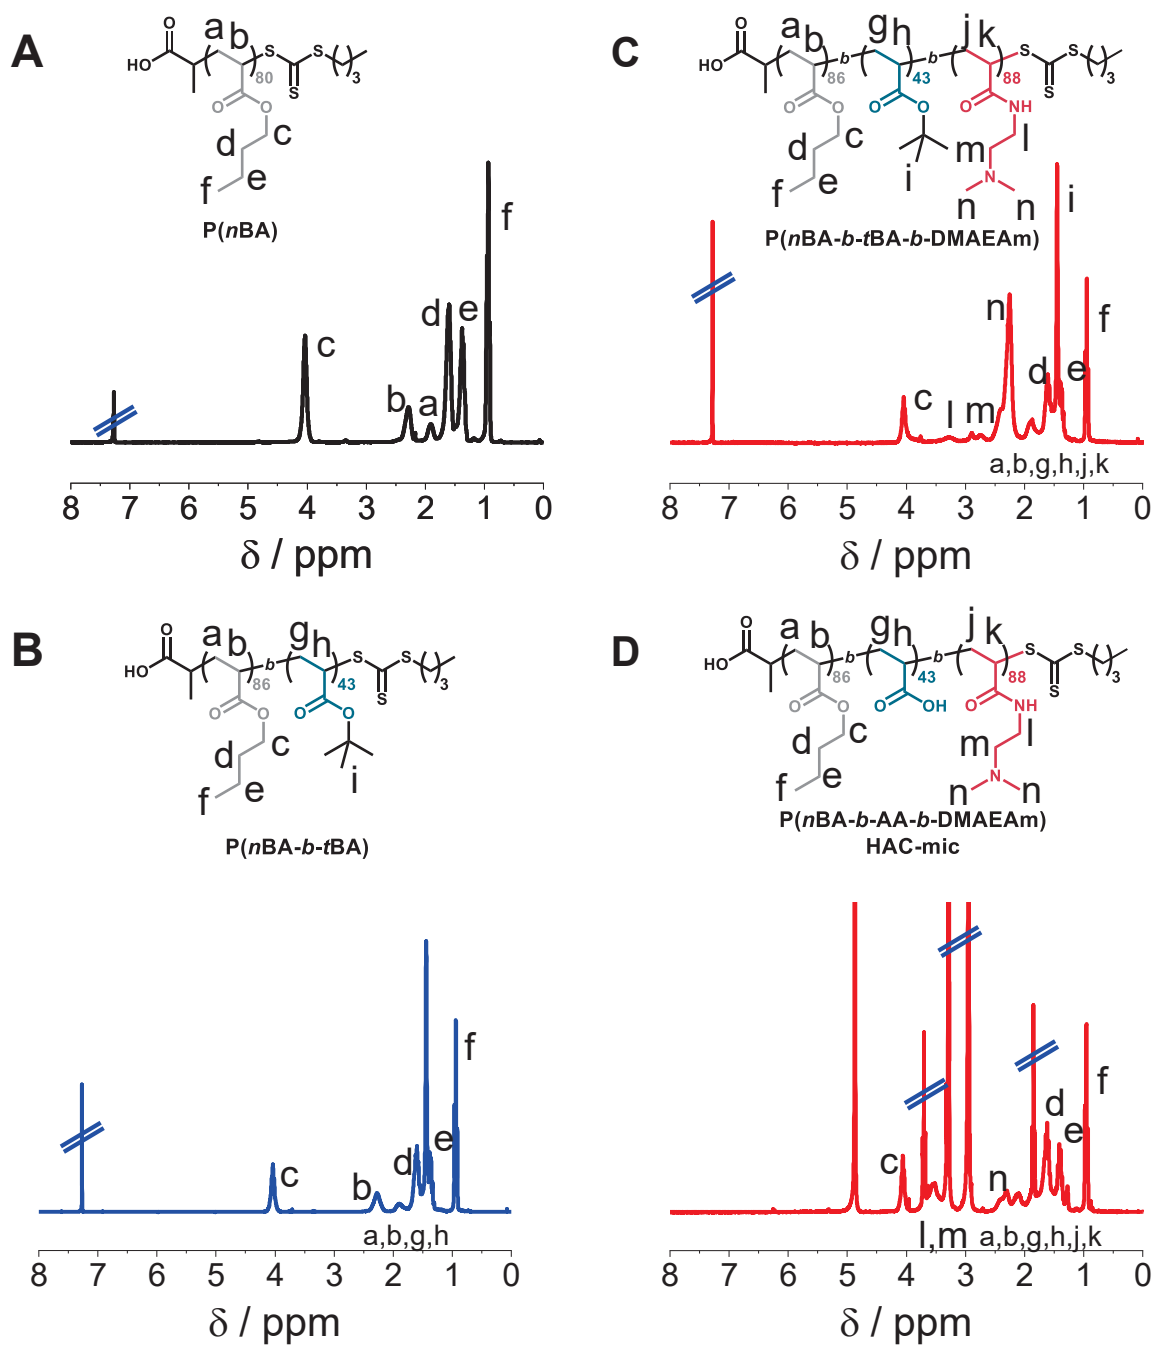 A
a
b
O
HO
S
S
S
80
3
O
O
c
d
e
f
P(nBA)
f
d
e
c
b
a
8 7 6 5 4 3 2 1 0
δ / ppm
C
a
b
g
h
j
k
O
HO
86
b
43
b
88
S
S
S
3
O
O
O
O
O
NH
c
d
e
f
i
l
m
N
n
n
P(nBA-b-tBA-b-DMAEAm)
i
n
f
d
e
c
l
m
a,b,g,h,j,k
8 7 6 5 4 3 2 1 0
δ / ppm
B
a
b
g
h
O
HO
86
b
43
S
S
S
3
O
O
O
O
c
d
e
f
i
P(nBA-b-tBA)
f
e
d
c
b
a,b,g,h
8 7 6 5 4 3 2 1 0
δ / ppm
D
a
b
g
h
j
k
O
HO
86
b
43
b
88
S
S
S
3
O
O
O
OH
O
NH
c
d
e
f
l
m
N
n
n
P(nBA-b-AA-b-DMAEAm)
HAC-mic
f
d
e
c
n
l,m
a,b,g,h,j,k
8 7 6 5 4 3 2 1 0
δ / ppm